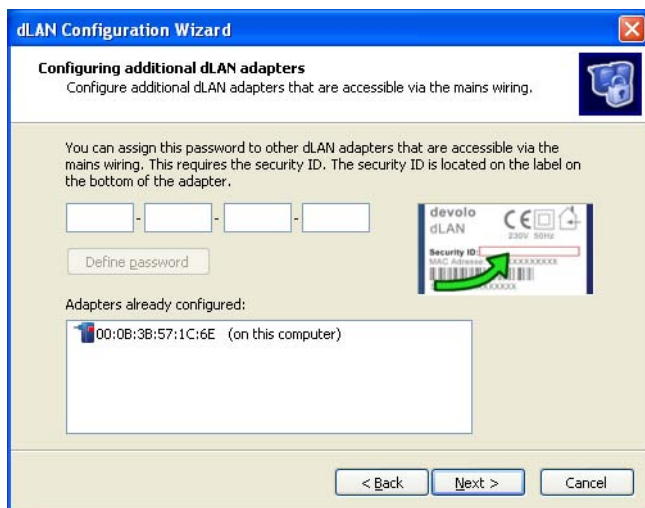 dLAN Configuration Wizard
Configuring additional dLAN adapters
Configure additional dLAN adapters that are accessible via the mains wiring.
You can assign this password to other dLAN adapters that are accessible via the
mains wiring. This requires the security ID. The security ID is located on the label on
the bottom of the adapter.
- - -
Define password
devolo
dLAN
CE
230V 50Hz
Security ID:
MAC Adresse
XXXXXXXXX
XXXXX
Adapters already configured:
00:0B:3B:57:1C:6E (on this computer)
< Back
Next >
Cancel